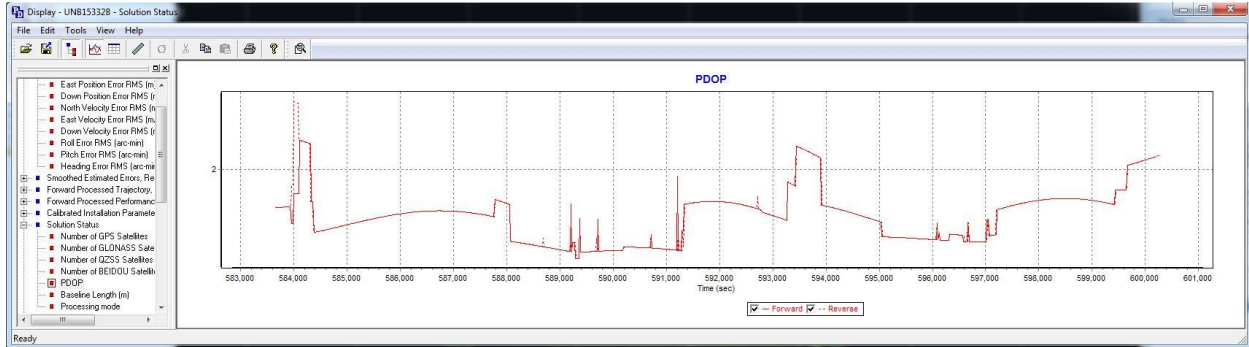 Display - UNB15332B - Solution Status
File Edit Tools View Help
East Position Error RMS (m)
Down Position Error RMS (r
North Velocity Error RMS (n
East Velocity Error RMS (m,
Down Velocity Error RMS (r
Roll Error RMS (arc-min)
Pitch Error RMS (arc-min)
Heading Error RMS (arc-mir
Smoothed Estimated Errors, Re
Forward Processed Trajectory,
Forward Processed Performanc
Calibrated Installation Paramete
Solution Status
Number of GPS Satellites
Number of GLONASS Sate
Number of QZSS Satellites
Number of BEIDOU Satellit
PDOP
Baseline Length (m)
Processing mode
PDOP
2
583,000 584,000 585,000 586,000 587,000 588,000 589,000 590,000 591,000 592,000 593,000 594,000 595,000 596,000 597,000 598,000 599,000 600,000 601,000
Time (sec)
Forward Reverse
Ready